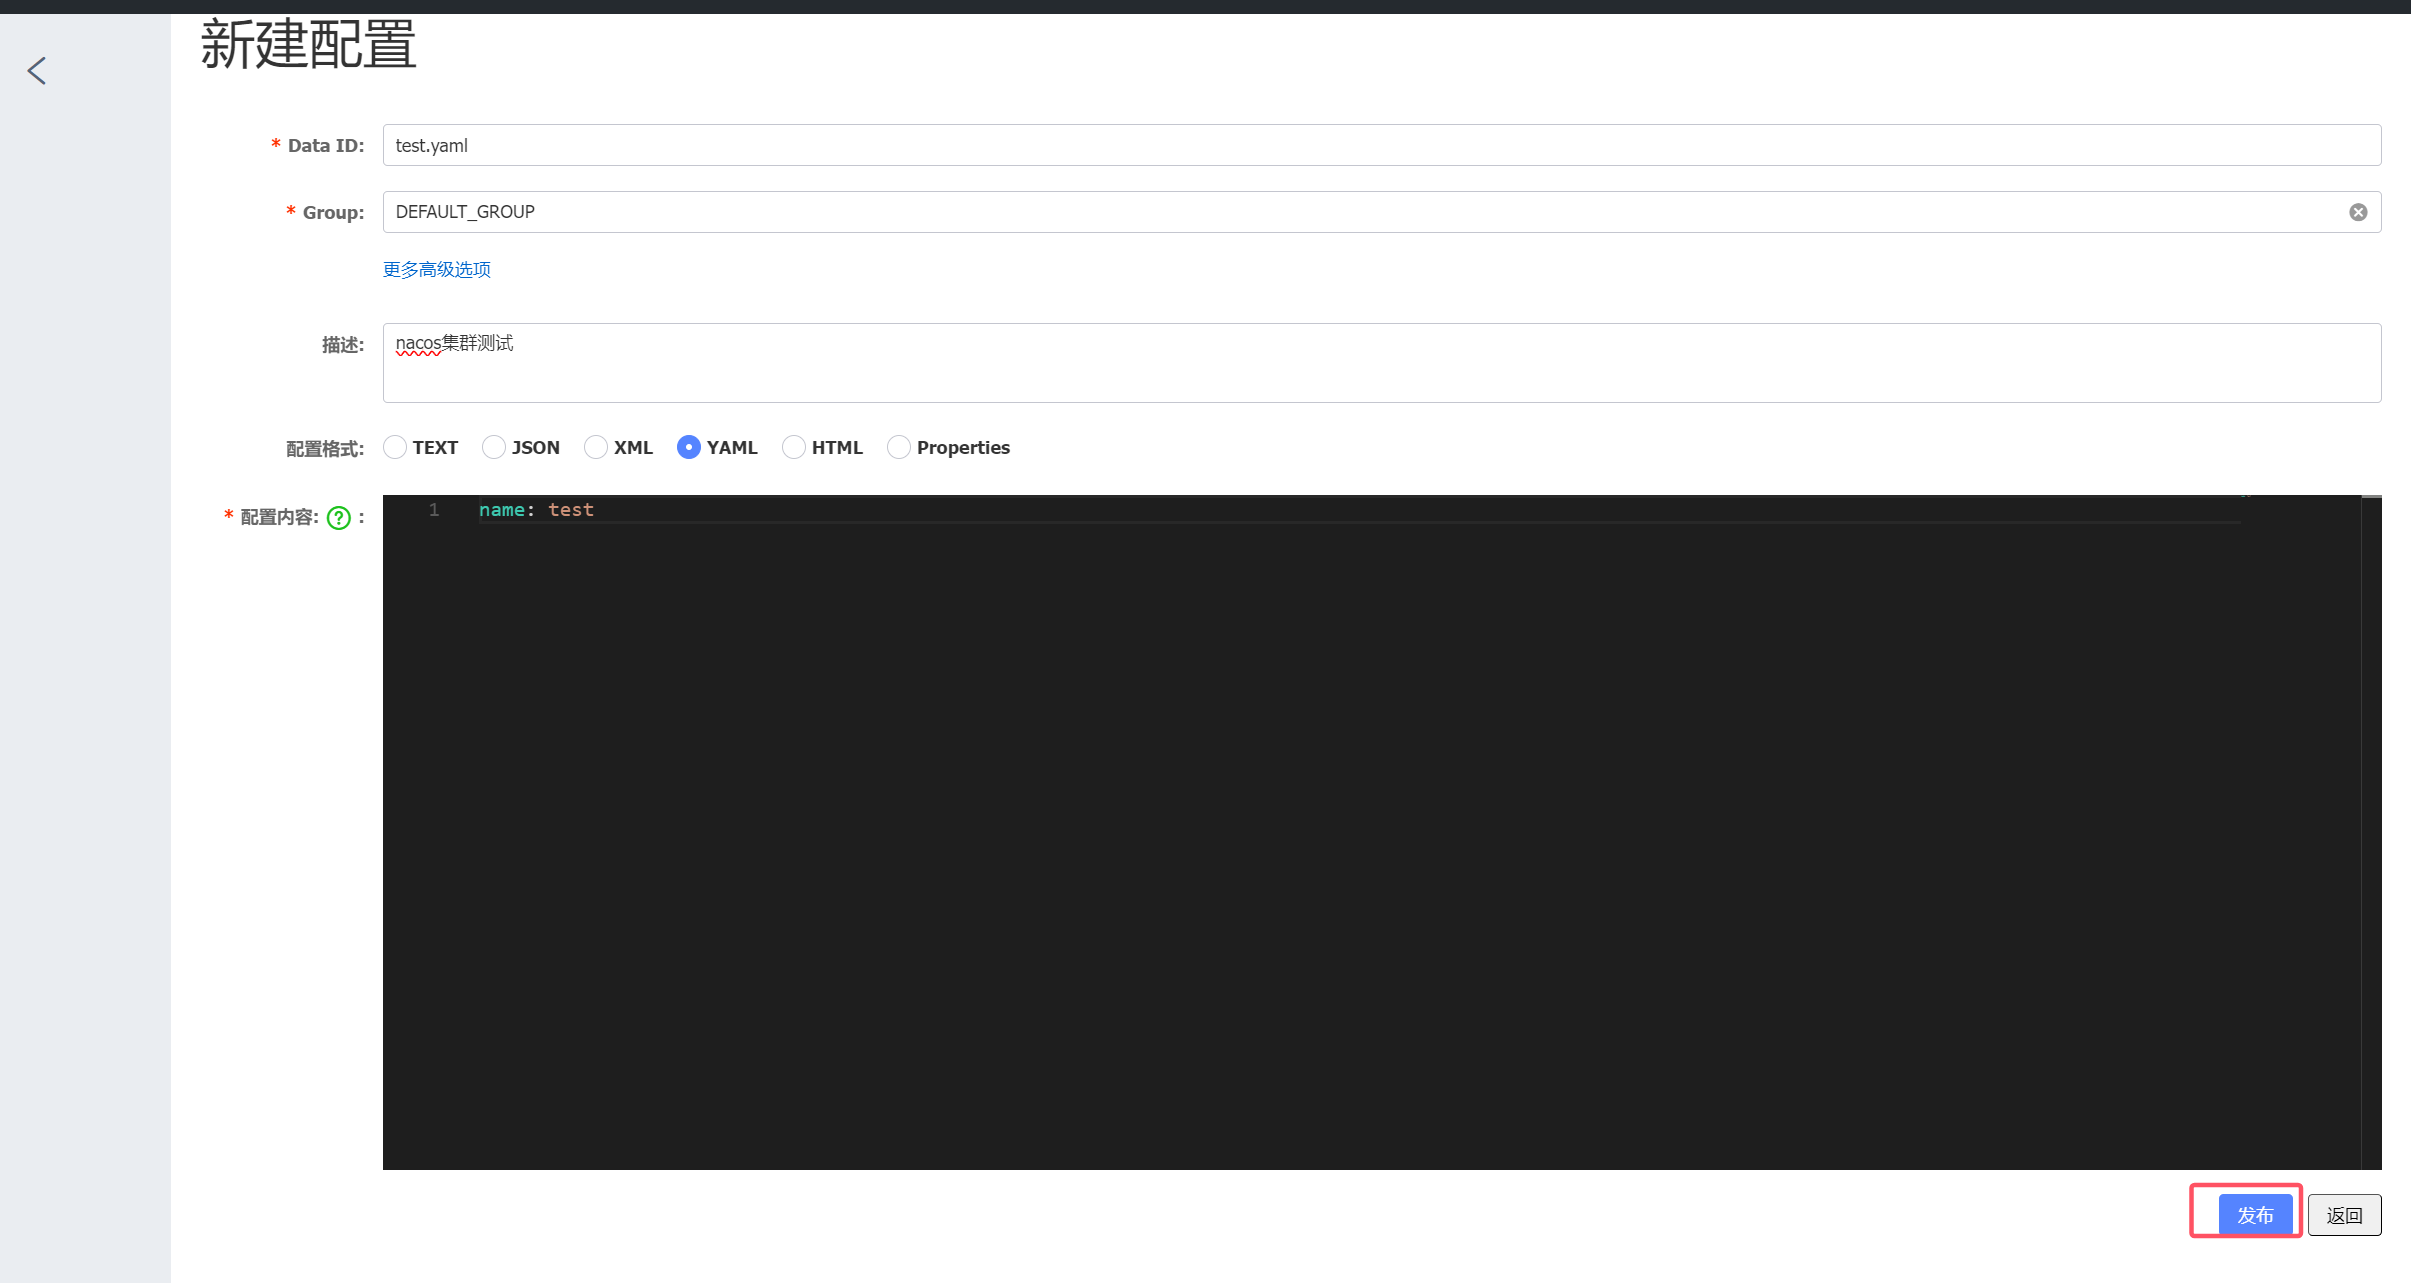 新建配置
* Data ID: test.yaml
* Group: DEFAULT_GROUP
更多高级选项
描述: nacos集群测试
配置格式: TEXT JSON XML YAML HTML Properties
* 配置内容: ? :
1 name: test
发布 返回